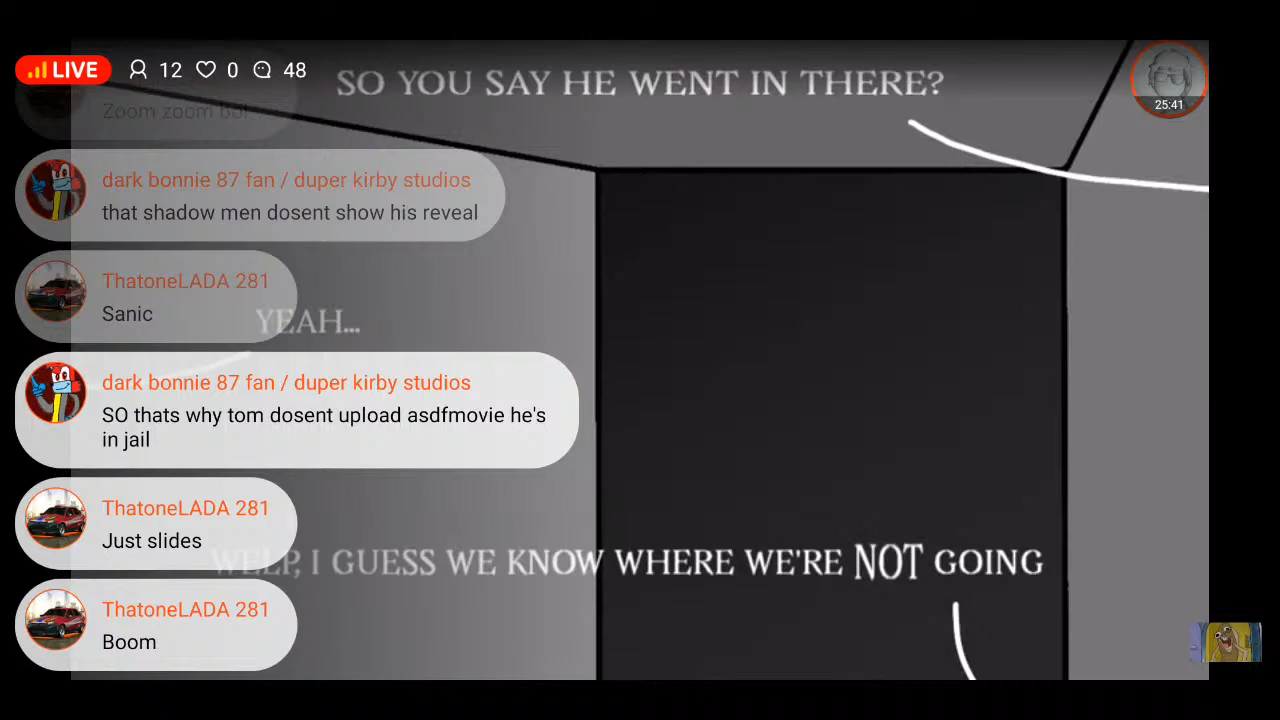 LIVE 12 0 48
SO YOU SAY HE WENT IN THERE?
25:41
Zoom zoom boi
dark bonnie 87 fan / duper kirby studios
that shadow men dosent show his reveal
ThatoneLADA 281
Sanic
YEAH...
dark bonnie 87 fan / duper kirby studios
SO thats why tom dosent upload asdfmovie he's
in jail
ThatoneLADA 281
Just slides
WELP, I GUESS WE KNOW WHERE WE'RE NOT GOING
ThatoneLADA 281
Boom